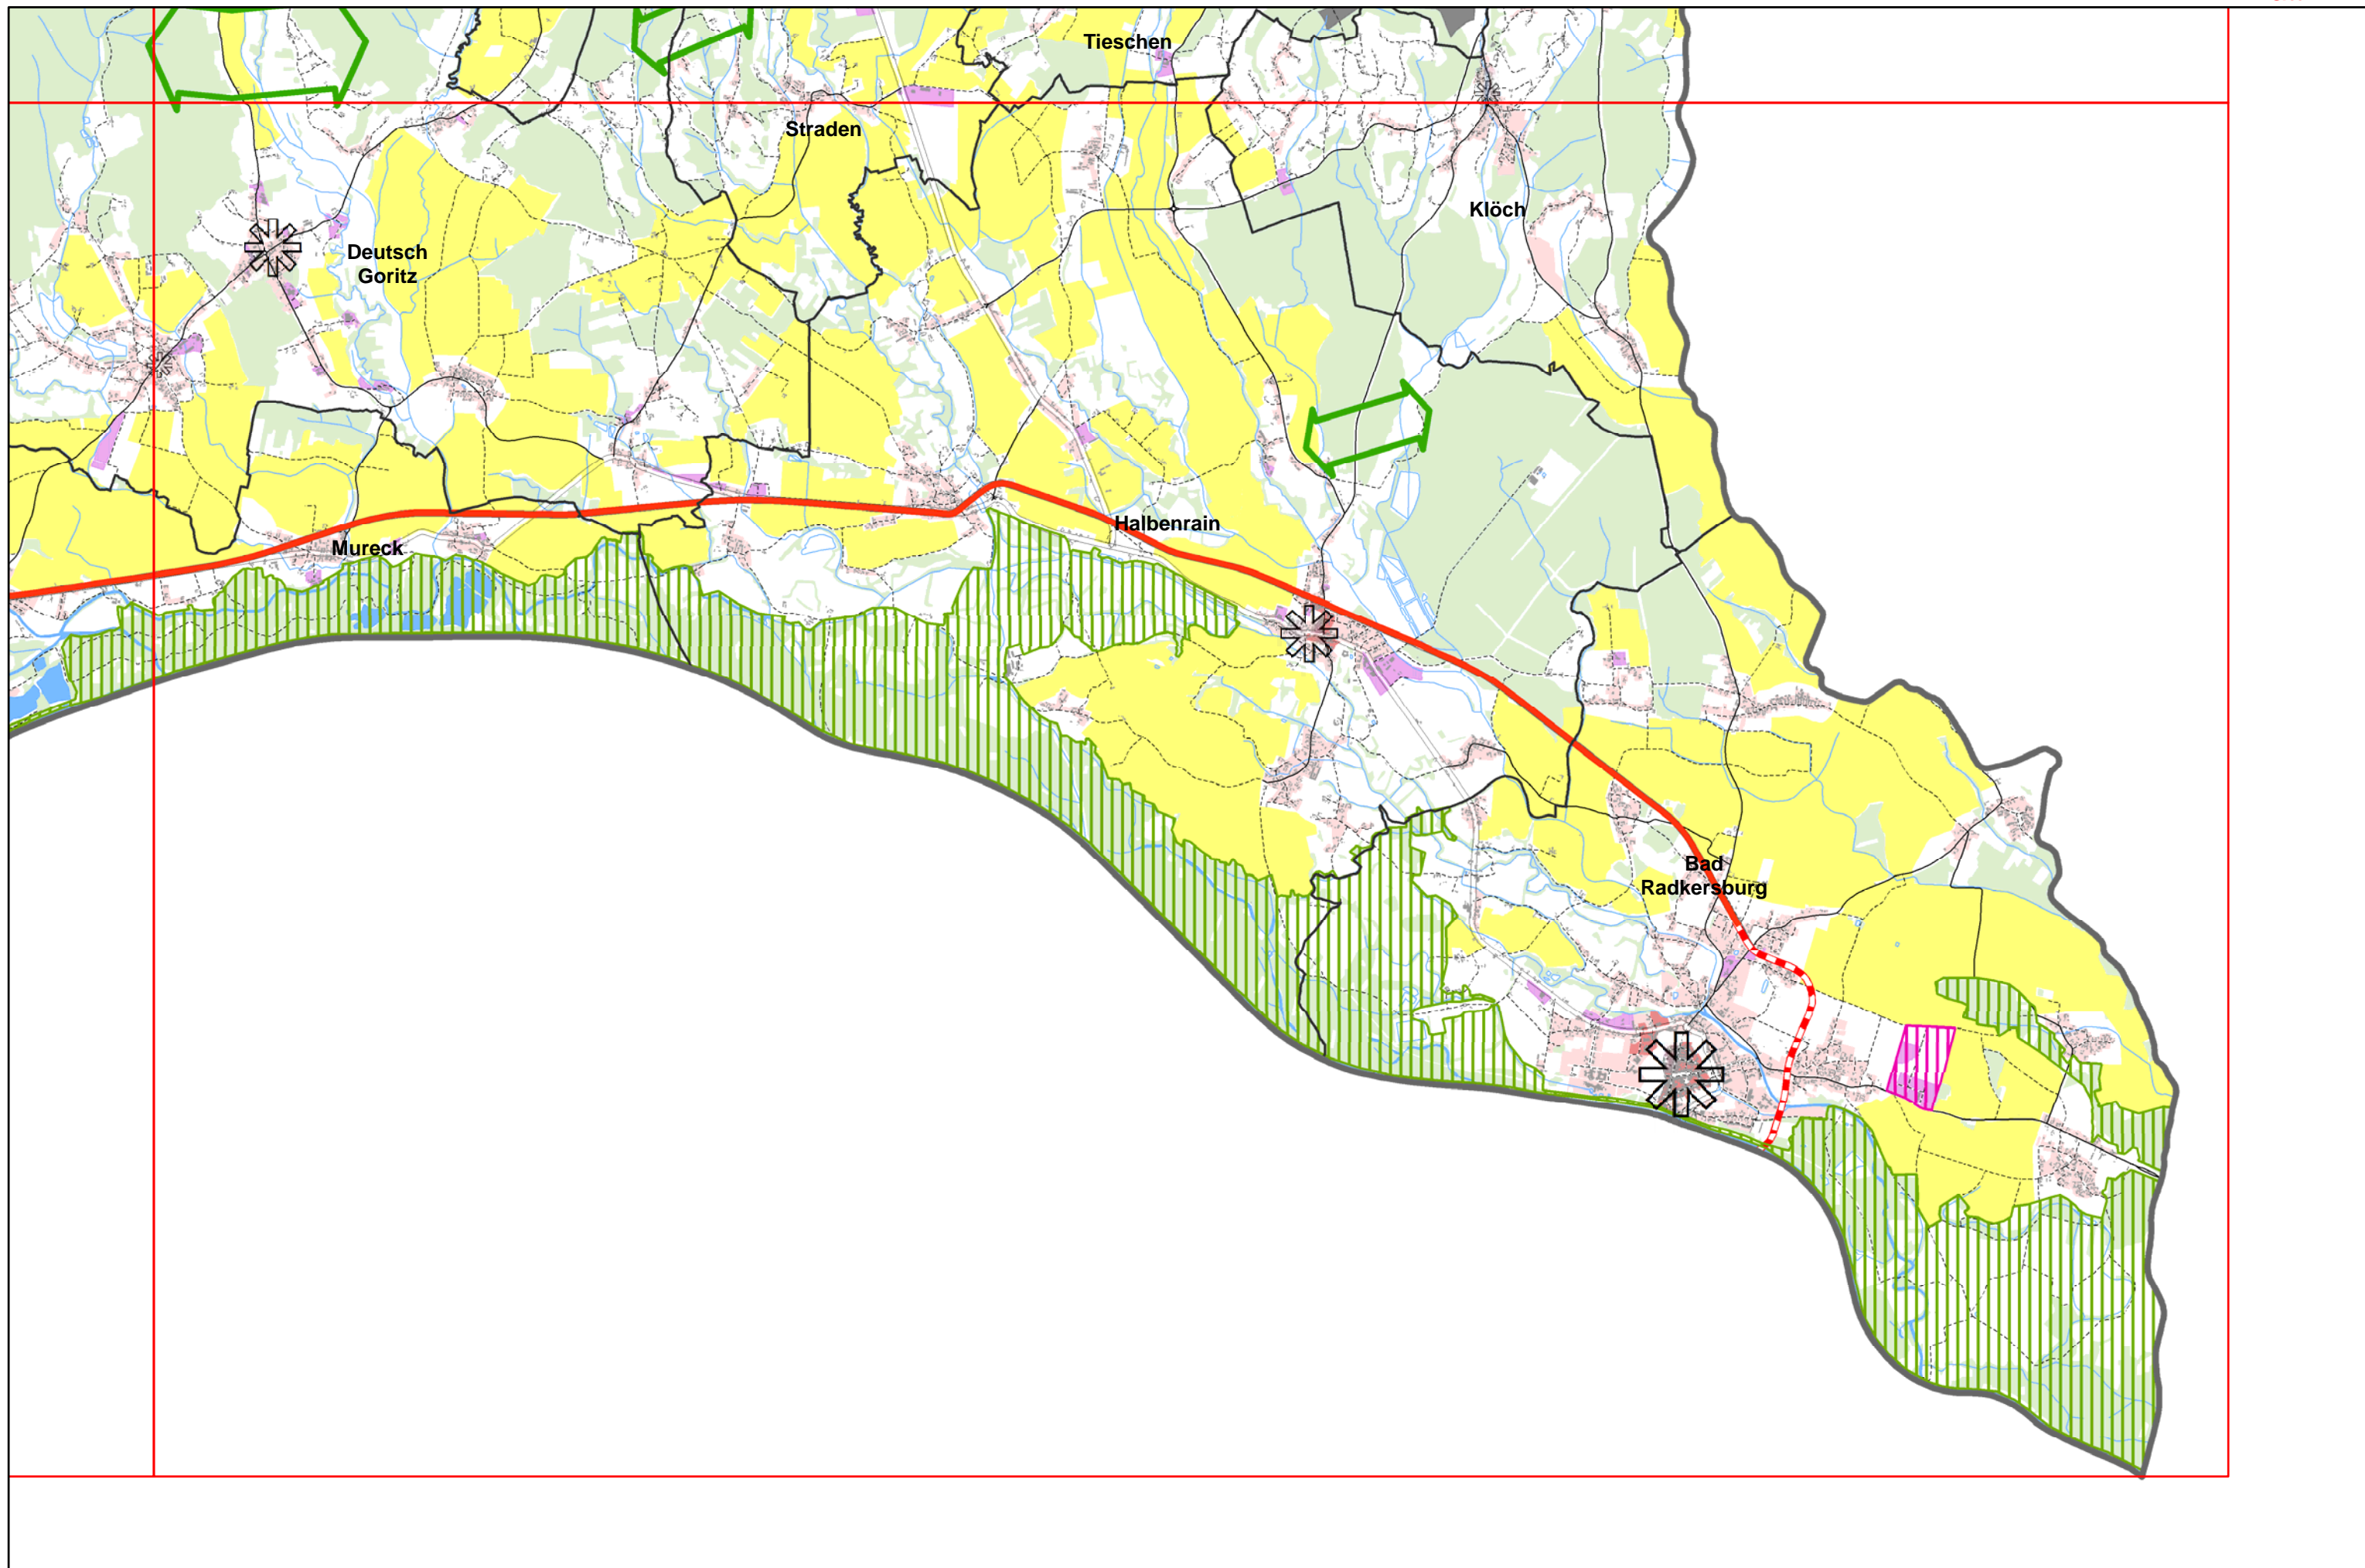 Tieschen
Straden
Klöch
Deutsch
Goritz
Halbenrain
Mureck
Bad
Radkersburg